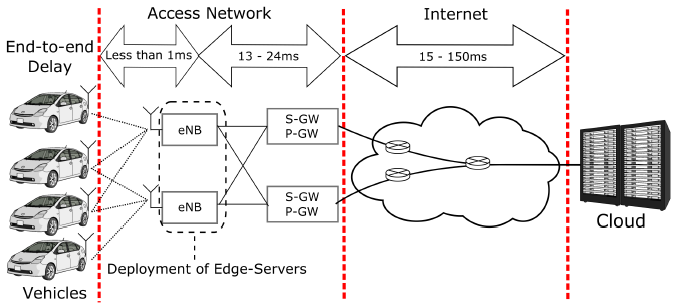 Access Network
Internet
End-to-end
Delay
Less than 1ms
13 - 24ms
15 - 150ms
eNB
S-GW
P-GW
eNB
S-GW
P-GW
Cloud
Deployment of Edge-Servers
Vehicles